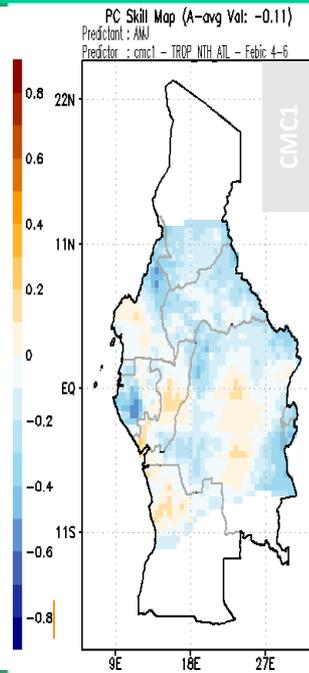 PC Skill Map (A-avg Val: -0.11)
Predictant : AMJ
Predictor : cmc1 - TROP_NTH_ATL - Febic 4-6
CMC1
22N
11N
EQ
11S
9E
18E
27E
0.8
0.6
0.4
0.2
0
-0.2
-0.4
-0.6
-0.8